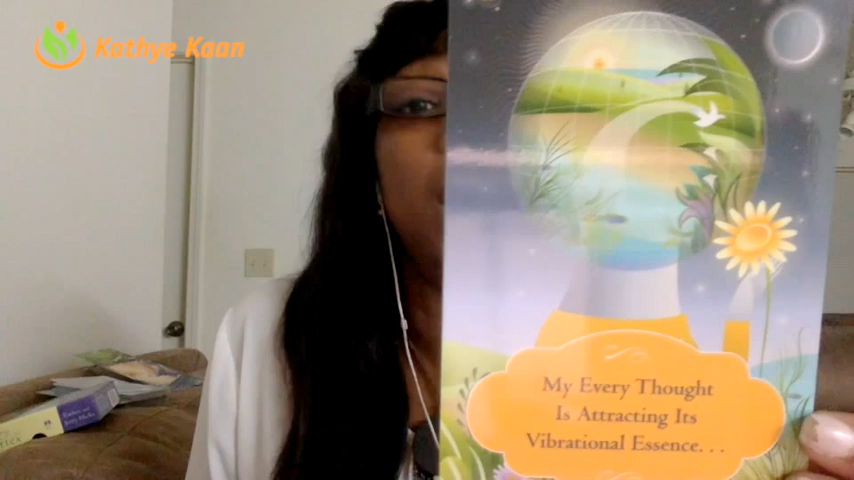 Kathye Kaan
My Every Thought
Is Attracting Its
Vibrational Essence...